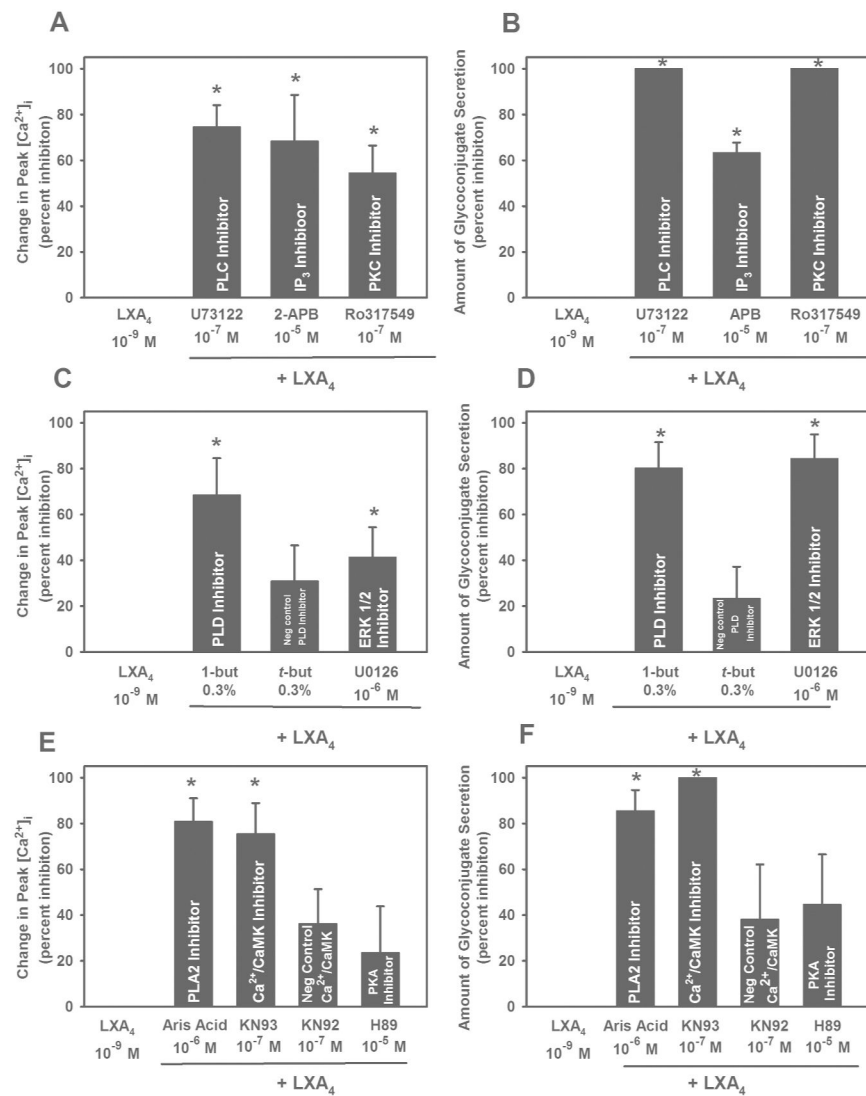 A
Change in Peak [Ca²⁺]ᵢ
(percent inhibiton)
100
80
60
40
20
0
* * *
PLC Inhibitor
IP₃ Inhibioor
PKC Inhibitor
LXA₄ U73122 2-APB Ro317549
10⁻⁹ M 10⁻⁷ M 10⁻⁵ M 10⁻⁷ M
+ LXA₄
B
Amount of Glycoconjugate Secretion
(percent inhibition)
100
80
60
40
20
0
* * *
PLC Inhibitor
IP₃ Inhibioor
PKC Inhibitor
LXA₄ U73122 APB Ro317549
10⁻⁹ M 10⁻⁷ M 10⁻⁵ M 10⁻⁷ M
+ LXA₄
C
Change in Peak [Ca²⁺]ᵢ
(percent inhibiton)
100
80
60
40
20
0
* *
PLD Inhibitor
Neg control
PLD Inhibitor
ERK 1/2
Inhibitor
LXA₄ 1-but t-but U0126
10⁻⁹ M 0.3% 0.3% 10⁻⁶ M
+ LXA₄
D
Amount of Glycoconjugate Secretion
(percent inhibition)
100
80
60
40
20
0
* *
PLD Inhibitor
Neg control
PLD
Inhibitor
ERK 1/2 Inhibitor
LXA₄ 1-but t-but U0126
10⁻⁹ M 0.3% 0.3% 10⁻⁶ M
+ LXA₄
E
Change in Peak [Ca²⁺]ᵢ
(percent inhibiton)
100
80
60
40
20
0
* *
PLA2 Inhibitor
Ca²⁺/CaMK Inhibitor
Neg Control
Ca²⁺/CaMK
PKA
Inhibitor
LXA₄ Aris Acid KN93 KN92 H89
10⁻⁹ M 10⁻⁶ M 10⁻⁷ M 10⁻⁷ M 10⁻⁵ M
+ LXA₄
F
Amount of Glycoconjugate Secretion
(percent inhibition)
100
80
60
40
20
0
* *
PLA2 Inhibitor
Ca²⁺/CaMK Inhibitor
Neg Control
Ca²⁺/CaMK
PKA
Inhibitor
LXA₄ Aris Acid KN93 KN92 H89
10⁻⁹ M 10⁻⁶ M 10⁻⁷ M 10⁻⁷ M 10⁻⁵ M
+ LXA₄